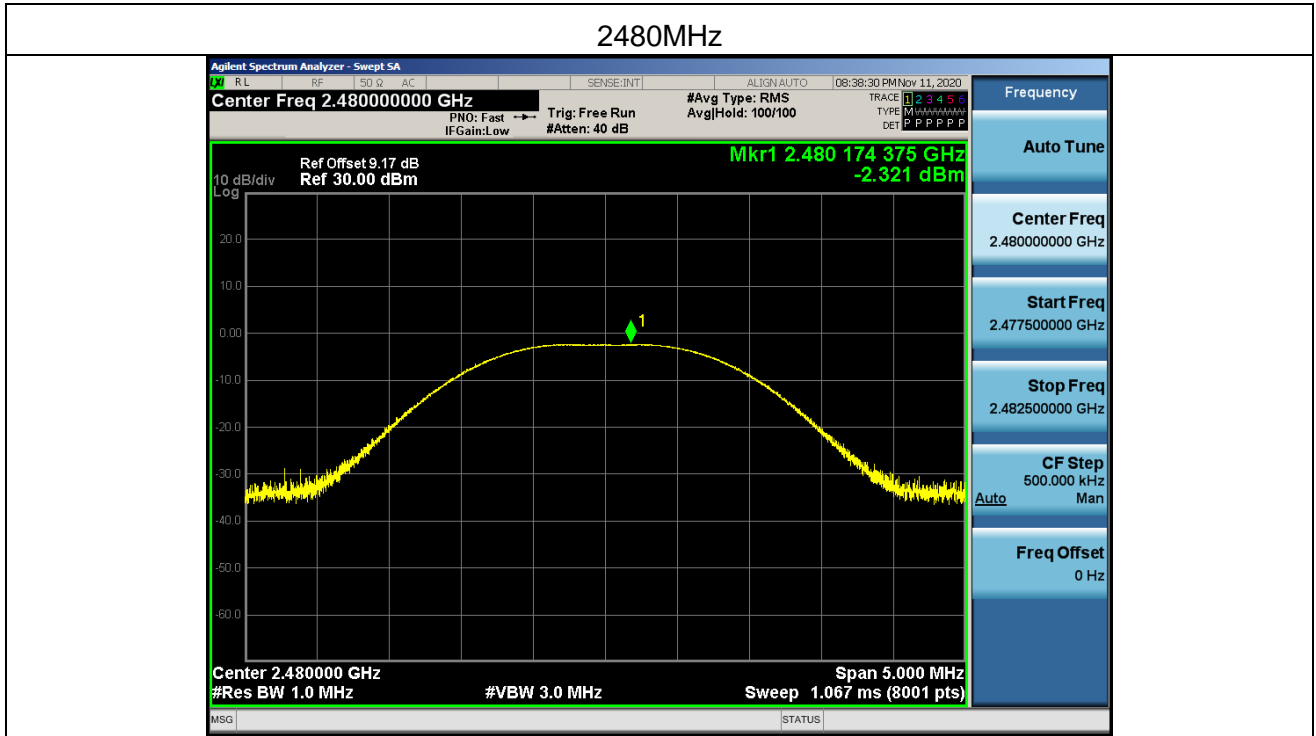 2480MHz
Agilent Spectrum Analyzer - Swept SA
LXI RL RF 50 Ω AC SENSE:INT ALIGN AUTO 08:38:30 PM Nov 11, 2020
Center Freq 2.480000000 GHz
PNO: Fast
IFGain:Low
Trig: Free Run
#Atten: 40 dB
#Avg Type: RMS
Avg|Hold: 100/100
TRACE 1 2 3 4 5 6
TYPE M WWWWW
DET P P P P P P
Mkr1 2.480 174 375 GHz
-2.321 dBm
Ref Offset 9.17 dB
10 dB/div Ref 30.00 dBm
Log
20.0
10.0
0.00
-10.0
-20.0
-30.0
-40.0
-50.0
-60.0
1
Center 2.480000 GHz Span 5.000 MHz
#Res BW 1.0 MHz #VBW 3.0 MHz Sweep 1.067 ms (8001 pts)
MSG STATUS
Frequency
Auto Tune
Center Freq
2.480000000 GHz
Start Freq
2.477500000 GHz
Stop Freq
2.482500000 GHz
CF Step
500.000 kHz
Auto Man
Freq Offset
0 Hz